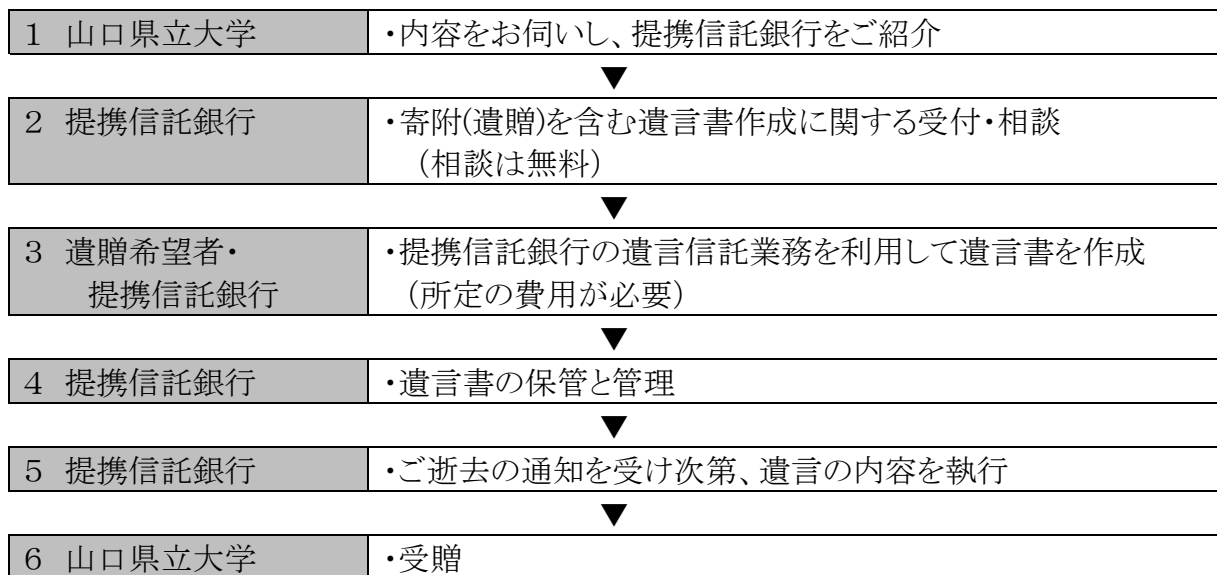 1 山口県立大学 ・内容をお伺いし、提携信託銀行をご紹介
▼
2 提携信託銀行 ・寄附(遺贈)を含む遺言書作成に関する受付・相談
(相談は無料)
▼
3 遺贈希望者・ ・提携信託銀行の遺言信託業務を利用して遺言書を作成
提携信託銀行 (所定の費用が必要)
▼
4 提携信託銀行 ・遺言書の保管と管理
▼
5 提携信託銀行 ・ご逝去の通知を受け次第、遺言の内容を執行
▼
6 山口県立大学 ・受贈